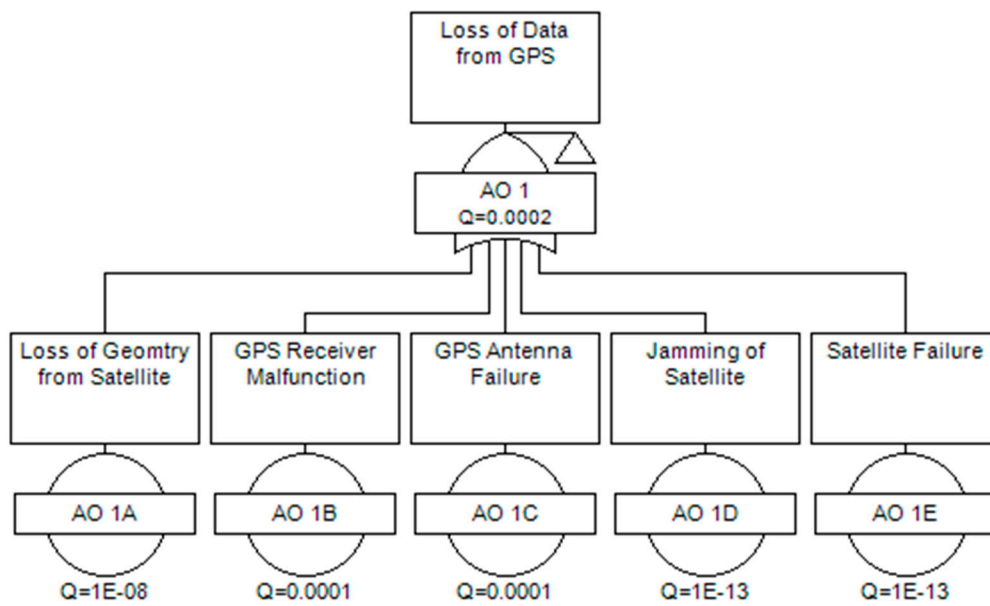 Loss of Data
from GPS
AO 1
Q=0.0002
Loss of Geomtry
from Satellite
GPS Receiver
Malfunction
GPS Antenna
Failure
Jamming of
Satellite
Satellite Failure
AO 1A
AO 1B
AO 1C
AO 1D
AO 1E
Q=1E-08
Q=0.0001
Q=0.0001
Q=1E-13
Q=1E-13